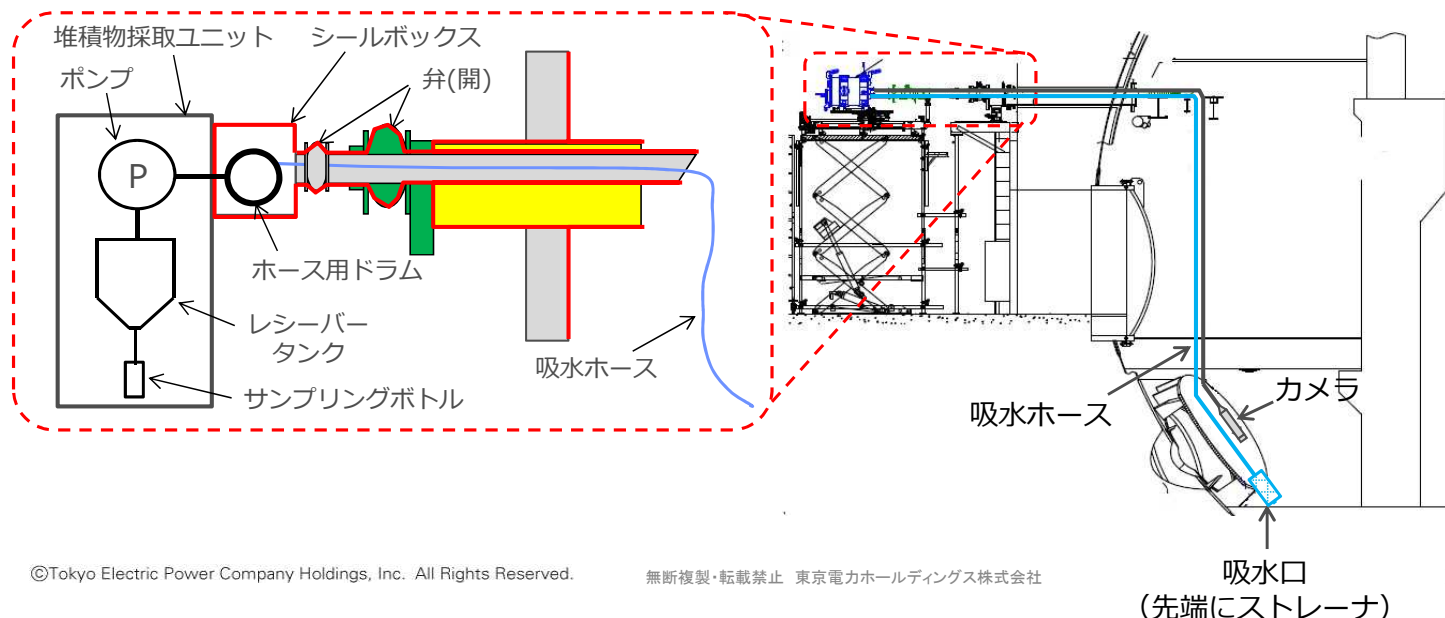 堆積物採取ユニット
シールボックス
ポンプ
弁(開)
P
ホース用ドラム
レシーバー
タンク
吸水ホース
サンプリングボトル
カメラ
吸水ホース
吸水口
(先端にストレーナ)
©Tokyo Electric Power Company Holdings, Inc. All Rights Reserved.
無断複製・転載禁止 東京電力ホールディングス株式会社